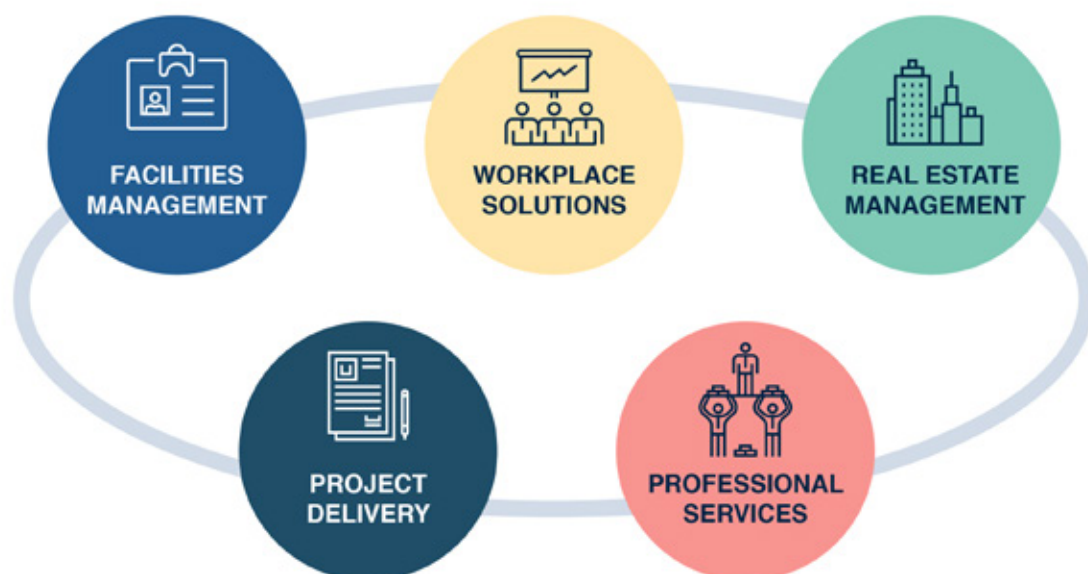 FACILITIES
MANAGEMENT
WORKPLACE
SOLUTIONS
REAL ESTATE
MANAGEMENT
PROJECT
DELIVERY
PROFESSIONAL
SERVICES